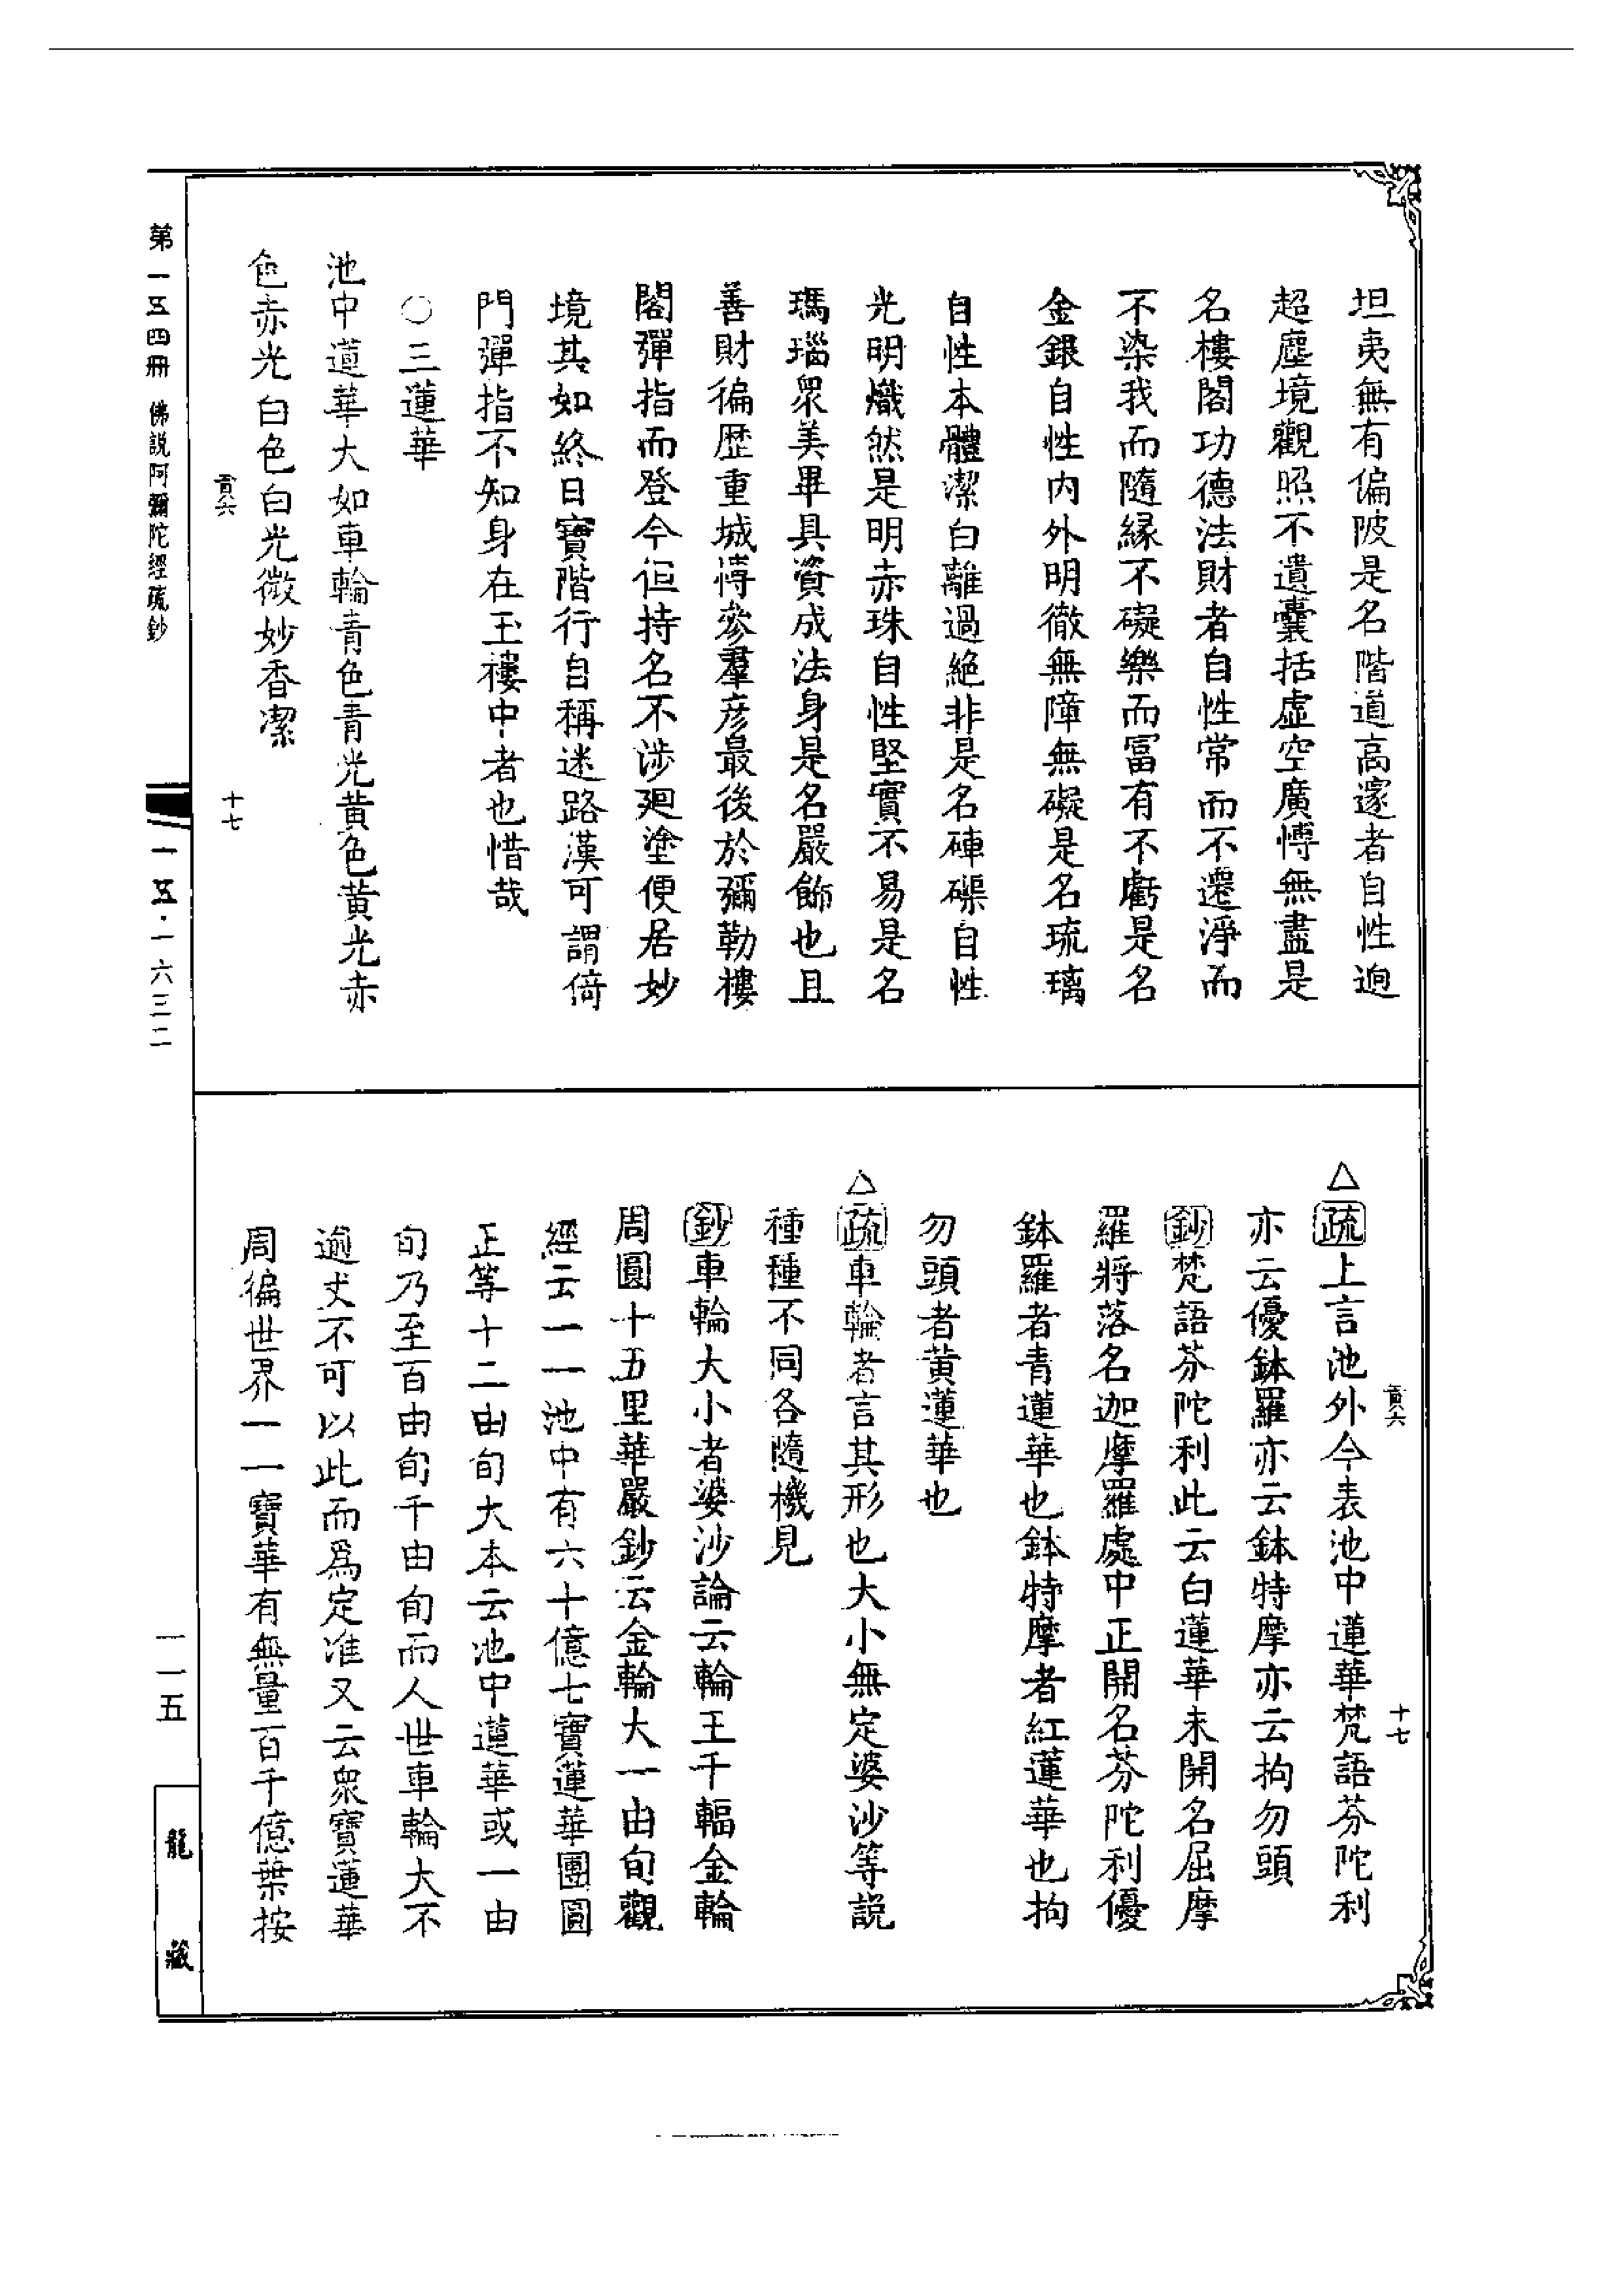 坦夷無有偏陂是名階道高邃者自性逈
超塵境觀照不遺囊括虛空廣博無盡是
名樓閣功德法財者自性常而不遷淨而
不染我而隨緣不礙樂而富有不虧是名
金銀自性內外明徹無障無礙是名琉璃
自性本體潔白離過絕非是名硨磲自性
光明熾然是明赤珠自性堅實不易是名
瑪瑙眾美畢具資成法身是名嚴飾也且
善財徧歷重城博參羣彥最後於彌勒樓
閣彈指而登今但持名不涉廻塗便居妙
境其如終日寶階行自稱迷路漢可謂倚
門彈指不知身在玉樓中者也惜哉
○三蓮華
池中蓮華大如車輪青色青光黃色黃光赤
色赤光白色白光微妙香潔
貢六
十七
貢六
十七
△疏上言池外今表池中蓮華梵語芬陀利
亦云優鉢羅亦云鉢特摩亦云拘勿頭
鈔梵語芬陀利此云白蓮華未開名屈摩
羅將落名迦摩羅處中正開名芬陀利優
鉢羅者青蓮華也鉢特摩者紅蓮華也拘
勿頭者黃蓮華也
△疏車輪者言其形也大小無定婆沙等說
種種不同各隨機見
鈔車輪大小者婆沙論云輪王千輻金輪
周圓十五里華嚴鈔云金輪大一由旬觀
經云一一池中有六十億七寶蓮華團圓
正等十二由旬大本云池中蓮華或一由
旬乃至百由旬千由旬而人世車輪大不
逾丈不可以此而爲定准又云眾寶蓮華
周徧世界一一寶華有無量百千億葉按
第一五四冊 佛說阿彌陀經疏鈔
一五·一六三二
一一五
龍藏